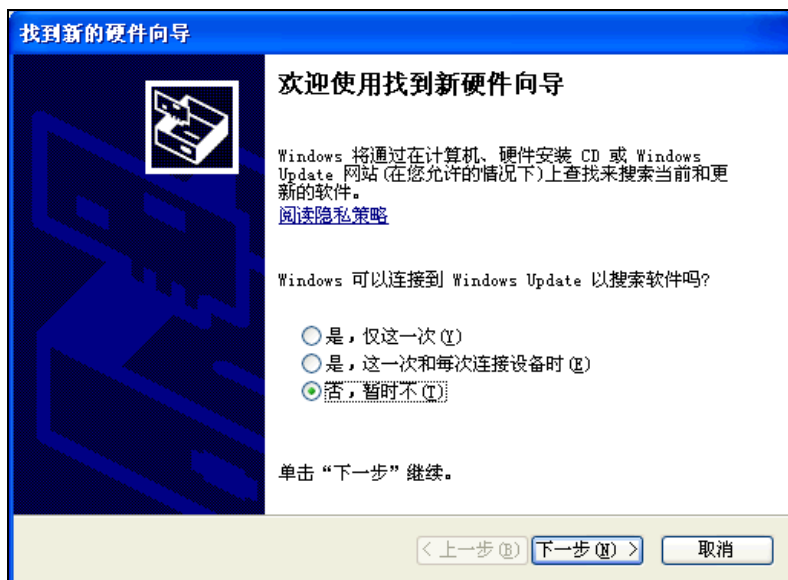 找到新的硬件向导
欢迎使用找到新硬件向导
Windows 将通过在计算机、硬件安装 CD 或 Windows
Update 网站(在您允许的情况下)上查找来搜索当前和更
新的软件。
阅读隐私策略
Windows 可以连接到 Windows Update 以搜索软件吗?
是，仅这一次(Y)
是，这一次和每次连接设备时(E)
否，暂时不(T)
单击“下一步”继续。
< 上一步(B) 下一步(N) > 取消